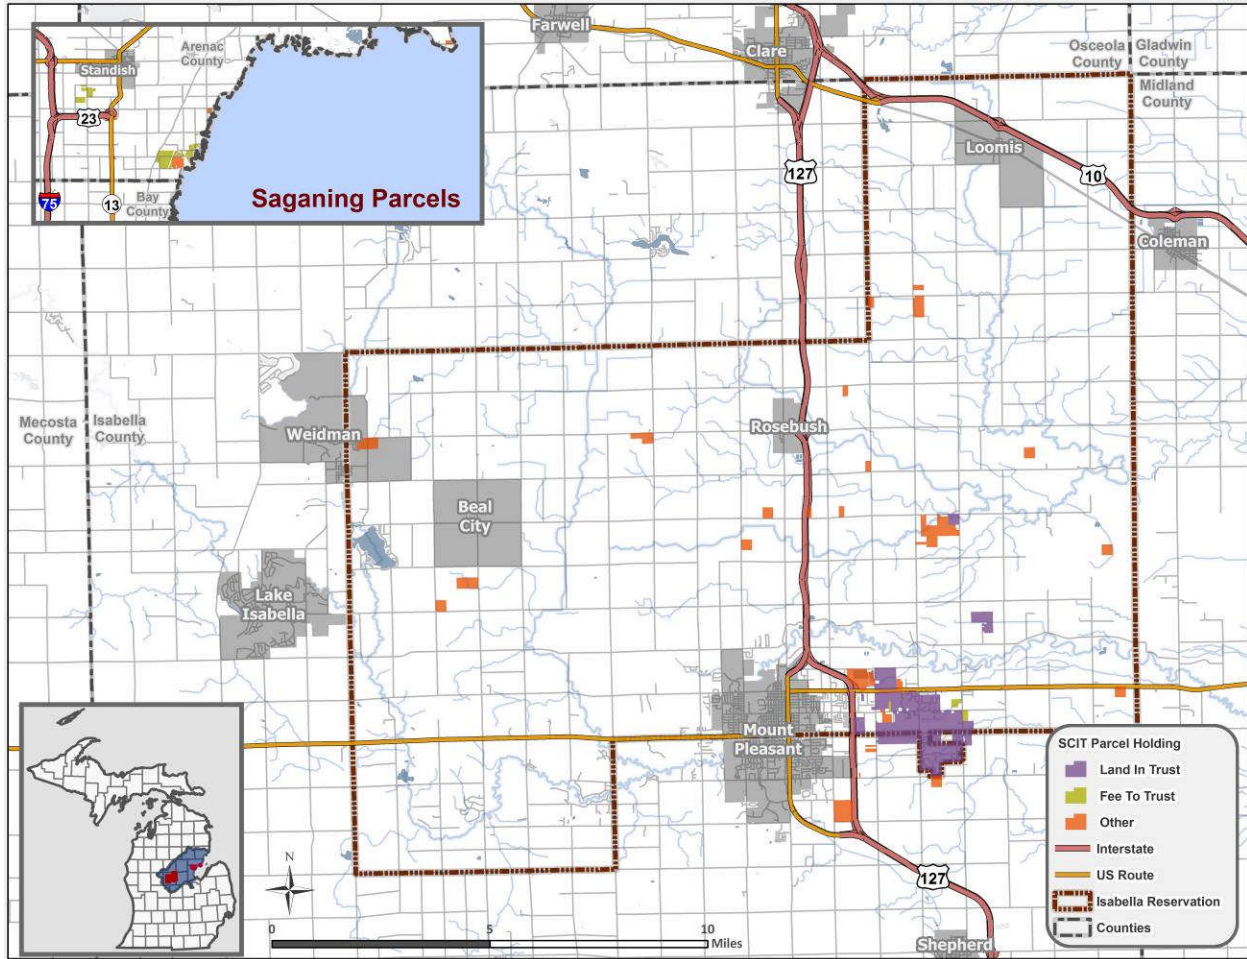 Farwell
Clare
Osceola
County
Gladwin
County
Midland
County
Arenac
County
Standish
23
Bay
County
75
13
Saganing Parcels
127
Loomis
10
Coleman
Mecosta
County
Isabella
County
Weidman
Rosebush
Beal
City
Lake
Isabella
Mount
Pleasant
127
Shepherd
N
0
5
10
Miles
SCIT Parcel Holding
Land In Trust
Fee To Trust
Other
Interstate
US Route
Isabella Reservation
Counties